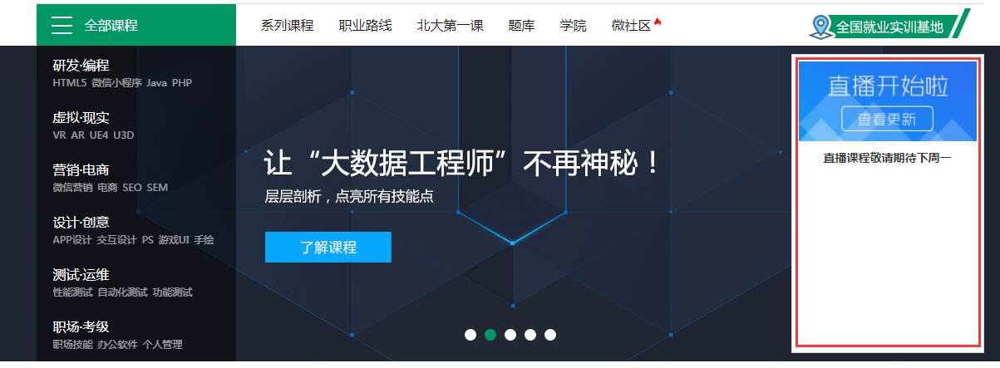 全部课程 系列课程 职业路线 北大第一课 题库 学院 微社区 全国就业实训基地
研发·编程
HTML5 微信小程序 Java PHP
虚拟·现实
VR AR UE4 U3D
营销·电商
微信营销 电商 SEO SEM
设计·创意
APP设计 交互设计 PS 游戏UI 手绘
测试·运维
性能测试 自动化测试 功能测试
职场·考级
职场技能 办公软件 个人管理
让“大数据工程师”不再神秘！
层层剖析，点亮所有技能点
了解课程
直播开始啦
查看更新
直播课程敬请期待下周一